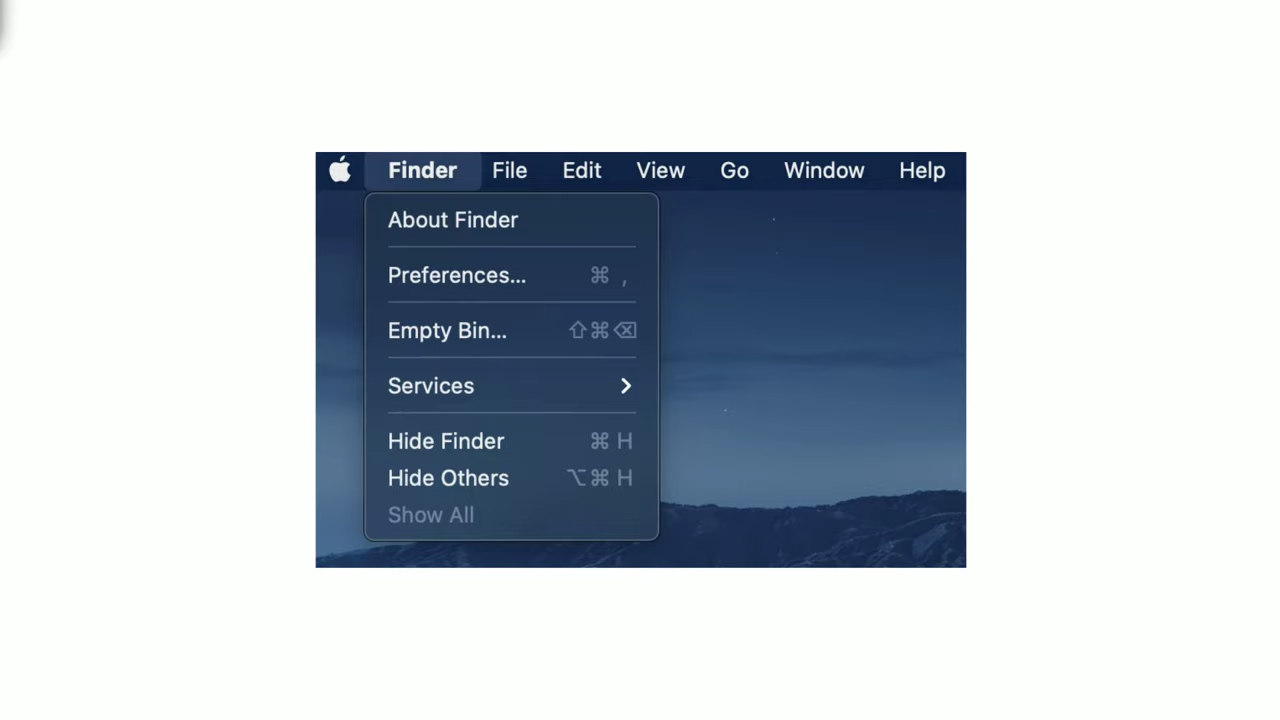 Finder File Edit View Go Window Help
About Finder
Preferences... ⌘ ,
Empty Bin... ⇧⌘⌫
Services
Hide Finder ⌘ H
Hide Others ⌥⌘ H
Show All